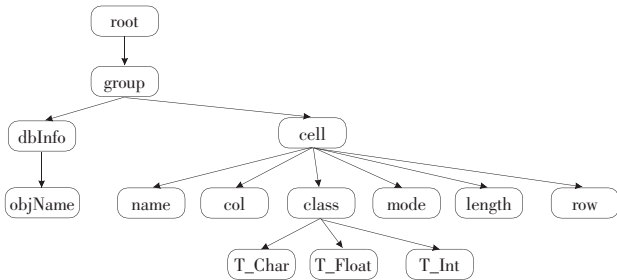 root
group
dbInfo
cell
objName
name
col
class
mode
length
row
T_Char
T_Float
T_Int